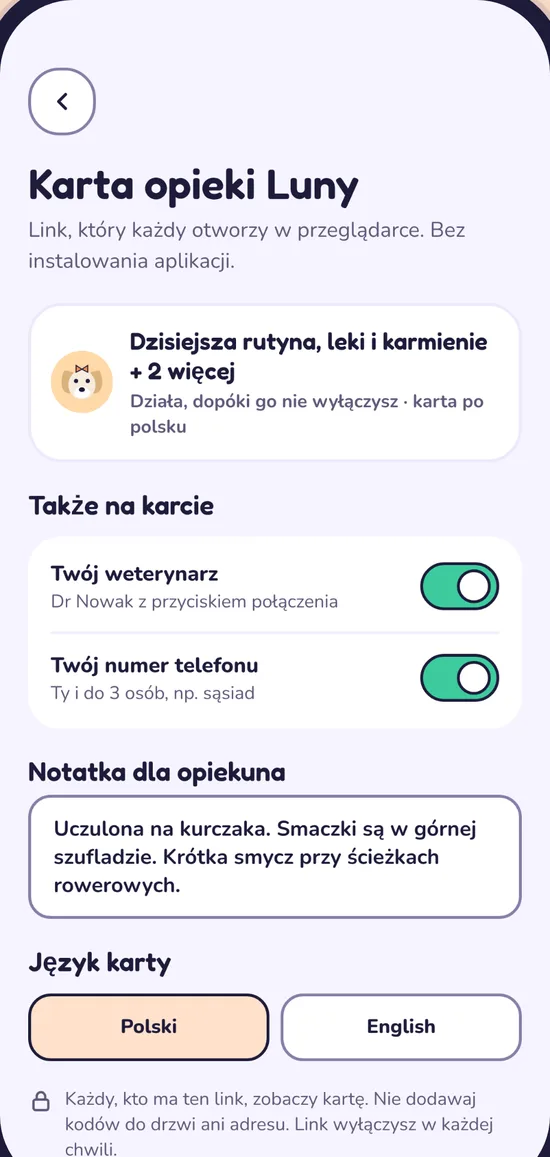 Karta opieki Luny
Link, który każdy otworzy w przeglądarce. Bez
instalowania aplikacji.
Dzisiejsza rutyna, leki i karmienie
+ 2 więcej
Działa, dopóki go nie wyłączysz · karta po
polsku
Także na karcie
Twój weterynarz
Dr Nowak z przyciskiem połączenia
Twój numer telefonu
Ty i do 3 osób, np. sąsiad
Notatka dla opiekuna
Uczulona na kurczaka. Smaczki są w górnej
szufladzie. Krótka smycz przy ścieżkach
rowerowych.
Język karty
Polski
English
Każdy, kto ma ten link, zobaczy kartę. Nie dodawaj
kodów do drzwi ani adresu. Link wyłączysz w każdej
chwili.